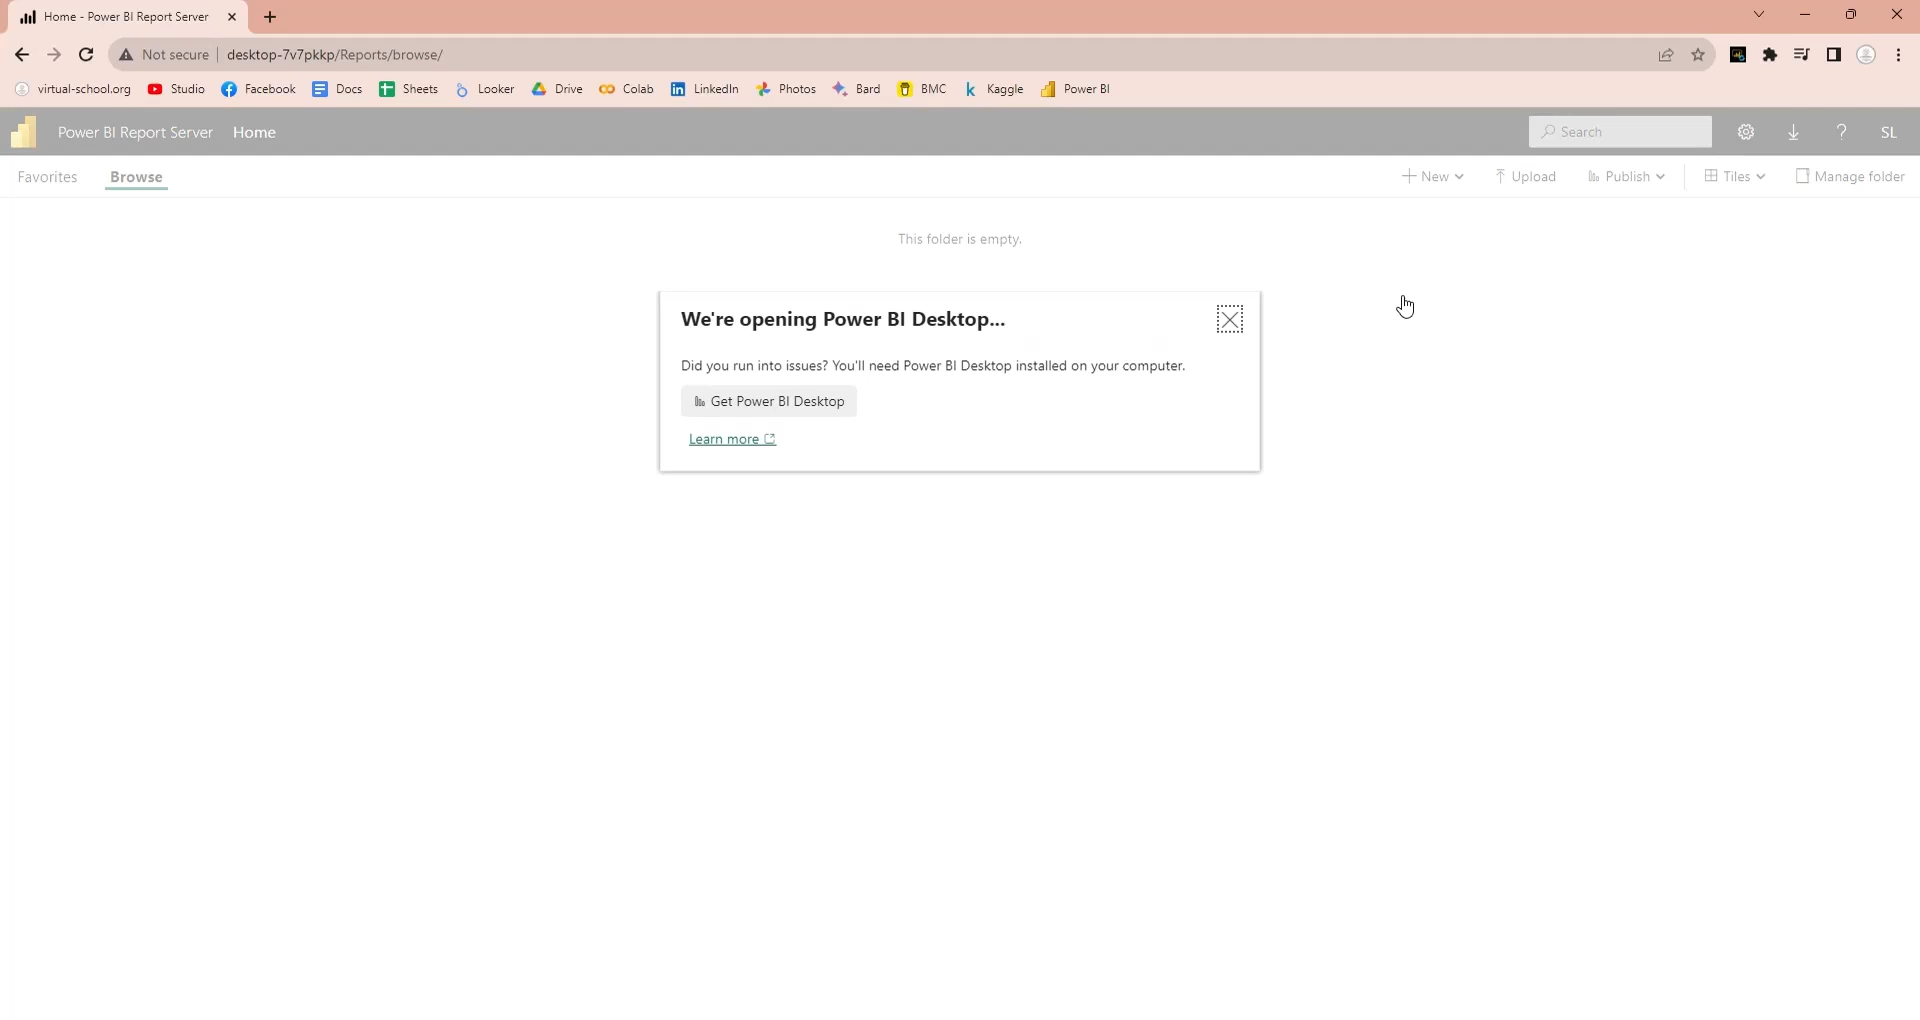 Home - Power BI Report Server
Not secure desktop-7v7pkkp/Reports/browse/
virtual-school.org Studio Facebook Docs Sheets Looker Drive Colab LinkedIn Photos Bard BMC Kaggle Power BI
Power BI Report Server Home Search ? SL
Favorites Browse New Upload Publish Tiles Manage folder
This folder is empty.
We're opening Power BI Desktop...
Did you run into issues? You'll need Power BI Desktop installed on your computer.
Get Power BI Desktop
Learn more